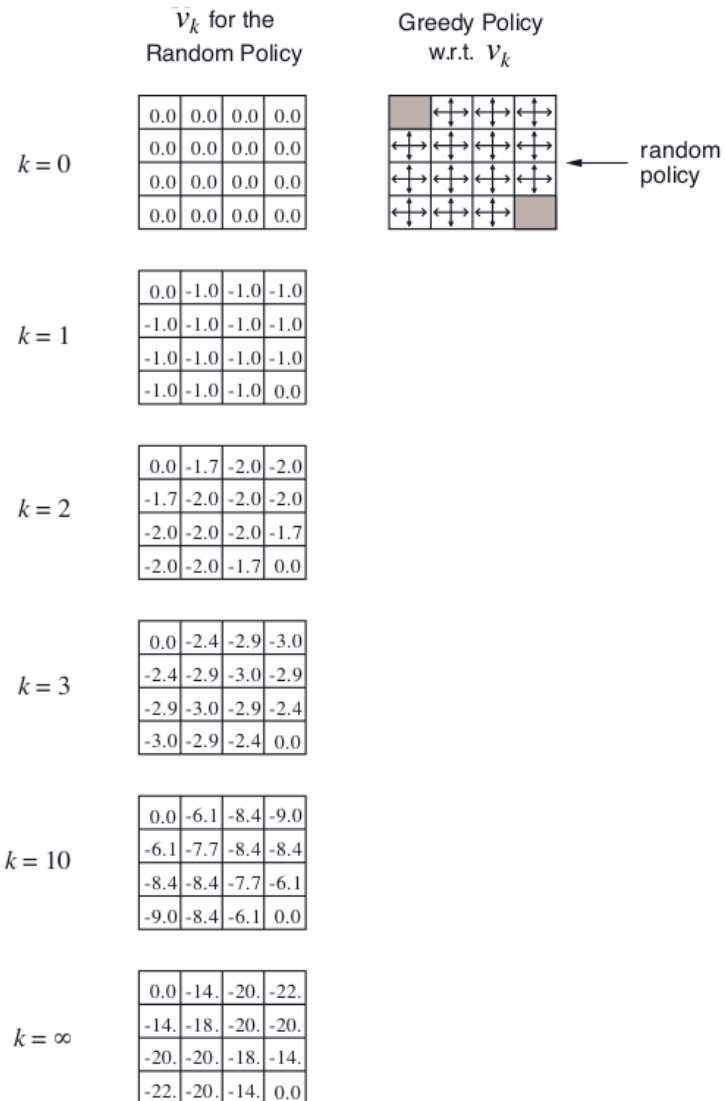 v_k for the
Random Policy
Greedy Policy
w.r.t. v_k
k = 0
0.0 0.0 0.0 0.0
0.0 0.0 0.0 0.0
0.0 0.0 0.0 0.0
0.0 0.0 0.0 0.0
random
policy
k = 1
0.0 -1.0 -1.0 -1.0
-1.0 -1.0 -1.0 -1.0
-1.0 -1.0 -1.0 -1.0
-1.0 -1.0 -1.0 0.0
k = 2
0.0 -1.7 -2.0 -2.0
-1.7 -2.0 -2.0 -2.0
-2.0 -2.0 -2.0 -1.7
-2.0 -2.0 -1.7 0.0
k = 3
0.0 -2.4 -2.9 -3.0
-2.4 -2.9 -3.0 -2.9
-2.9 -3.0 -2.9 -2.4
-3.0 -2.9 -2.4 0.0
k = 10
0.0 -6.1 -8.4 -9.0
-6.1 -7.7 -8.4 -8.4
-8.4 -8.4 -7.7 -6.1
-9.0 -8.4 -6.1 0.0
k = ∞
0.0 -14. -20. -22.
-14. -18. -20. -20.
-20. -20. -18. -14.
-22. -20. -14. 0.0